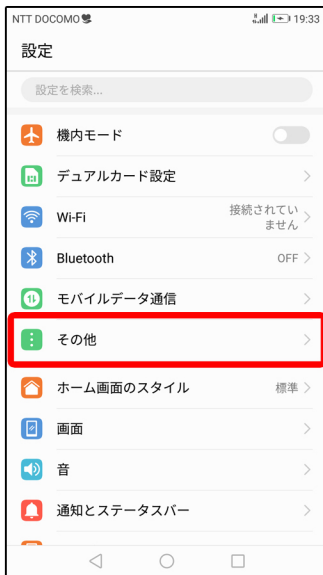 NTT DOCOMO 19:33
設定
設定を検索...
機内モード
デュアルカード設定
Wi-Fi 接続されてい
ません
Bluetooth OFF
モバイルデータ通信
その他
ホーム画面のスタイル 標準
画面
音
通知とステータスバー